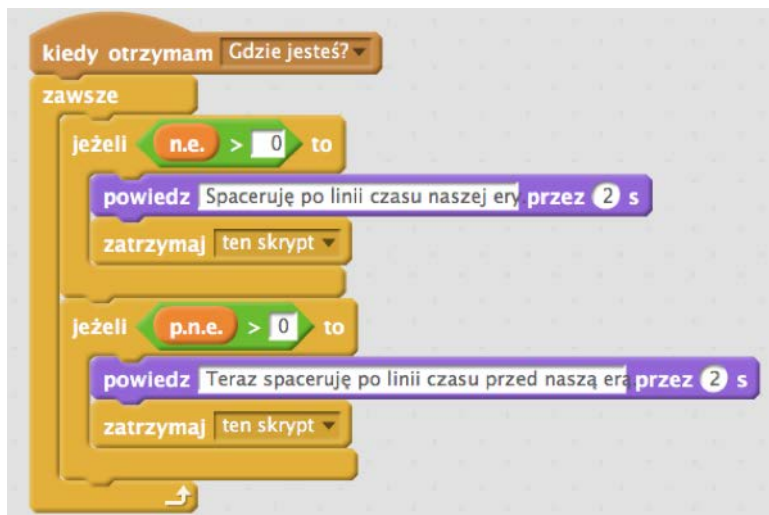 kiedy otrzymam Gdzie jesteś?
zawsze
jeżeli n.e. > 0 to
powiedz Spaceruję po linii czasu naszej ery przez 2 s
zatrzymaj ten skrypt
jeżeli p.n.e. > 0 to
powiedz Teraz spaceruję po linii czasu przed naszą erą przez 2 s
zatrzymaj ten skrypt